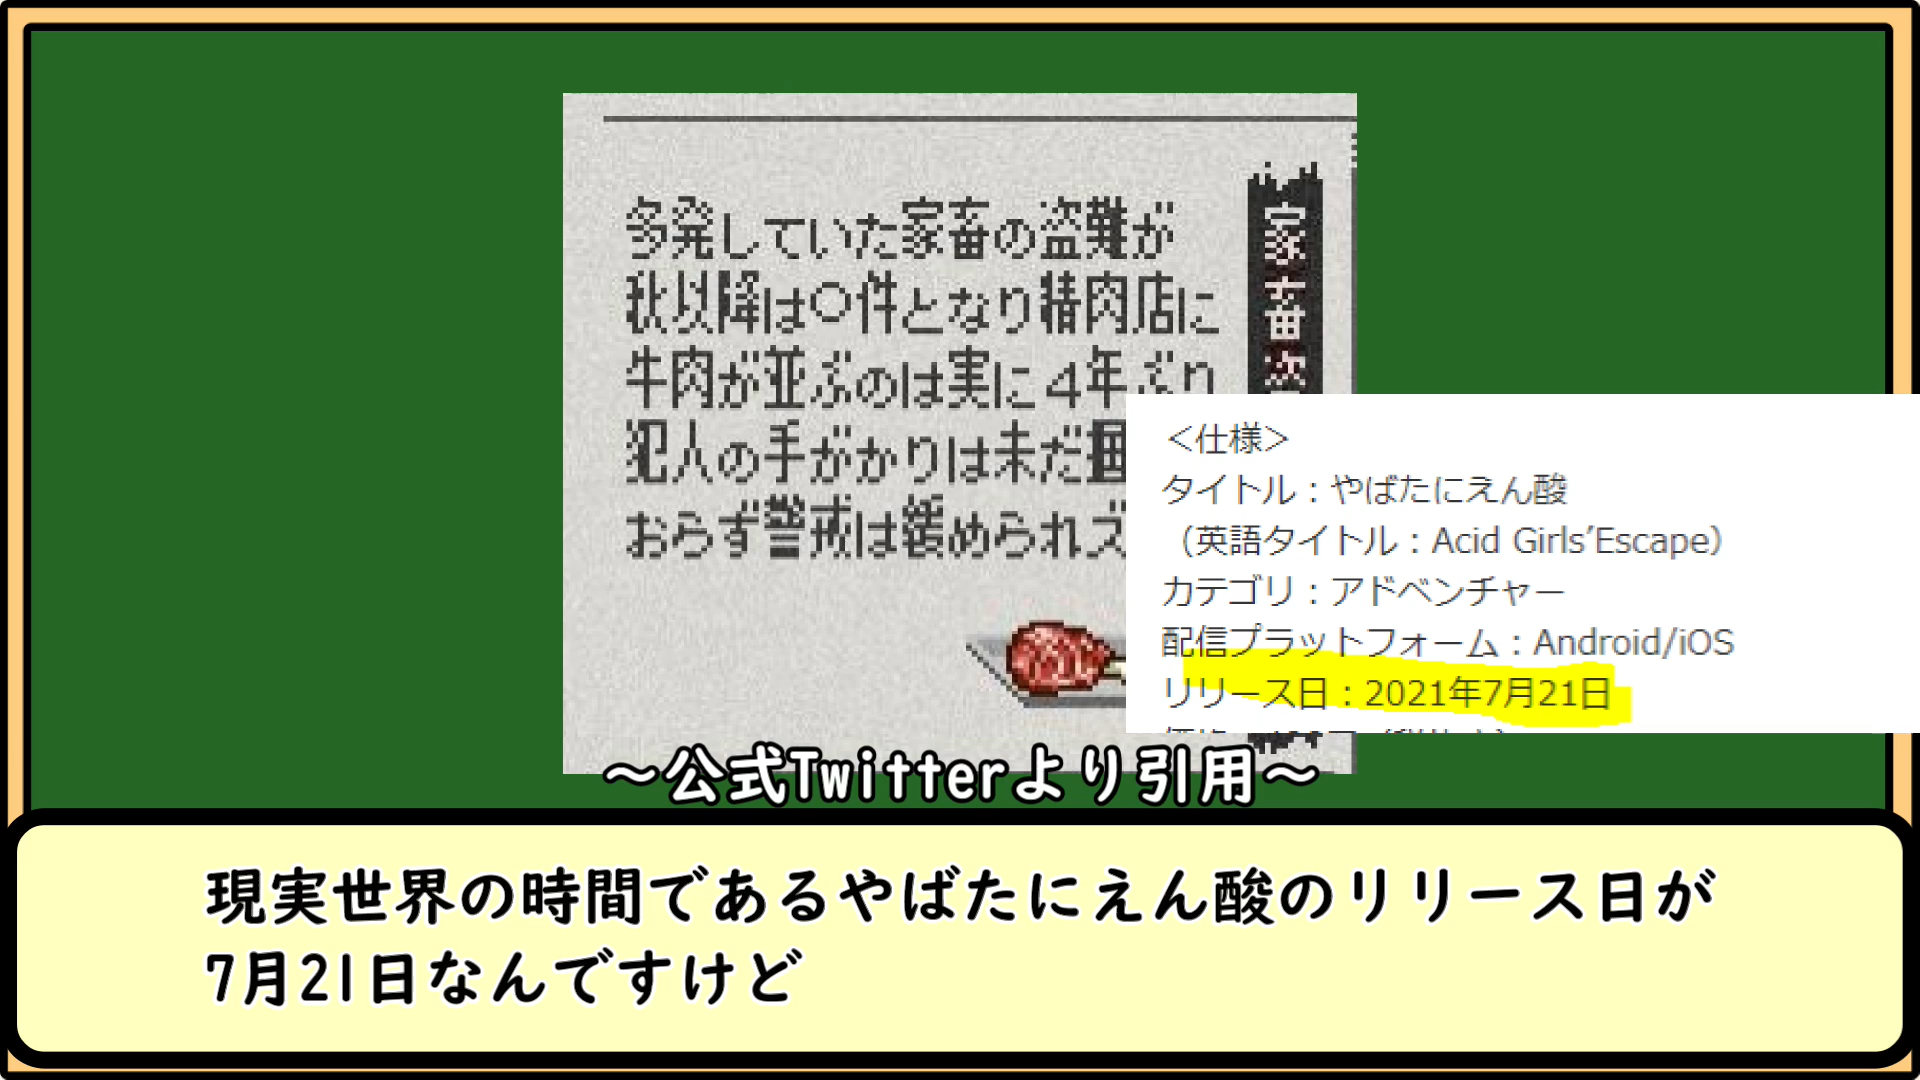 多発していた家畜の盗難が
秋以降は〇件となり精肉店に
牛肉が並ぶのは実に4年ぶり
犯人の手がかりは未だ
おらず警戒は緩められズ
家畜
<仕様>
タイトル：やばたにえん酸
（英語タイトル：Acid Girls’Escape）
カテゴリ：アドベンチャー
配信プラットフォーム：Android/iOS
リリース日：2021年7月21日
～公式Twitterより引用～
現実世界の時間であるやばたにえん酸のリリース日が
7月21日なんですけど